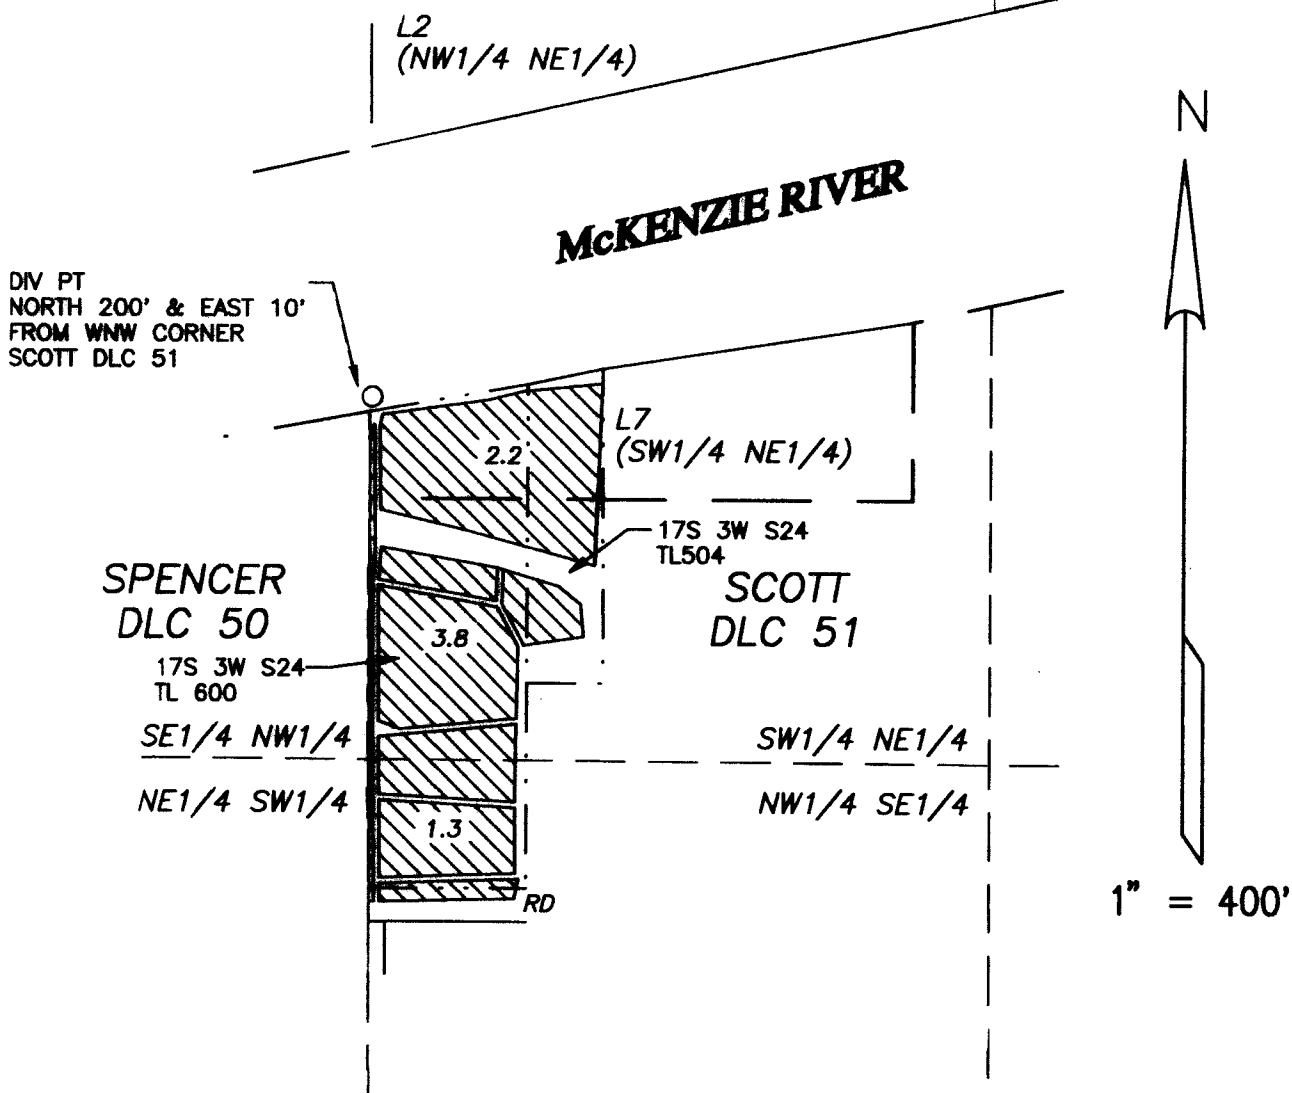 L2
(NW1/4 NE1/4)
N
McKENZIE RIVER
DIV PT
NORTH 200' & EAST 10'
FROM WNW CORNER
SCOTT DLC 51
L7
(SW1/4 NE1/4)
2.2
17S 3W S24
TL504
SPENCER
DLC 50
SCOTT
DLC 51
3.8
17S 3W S24
TL 600
SE1/4 NW1/4
SW1/4 NE1/4
NE1/4 SW1/4
NW1/4 SE1/4
1.3
RD
1" = 400'